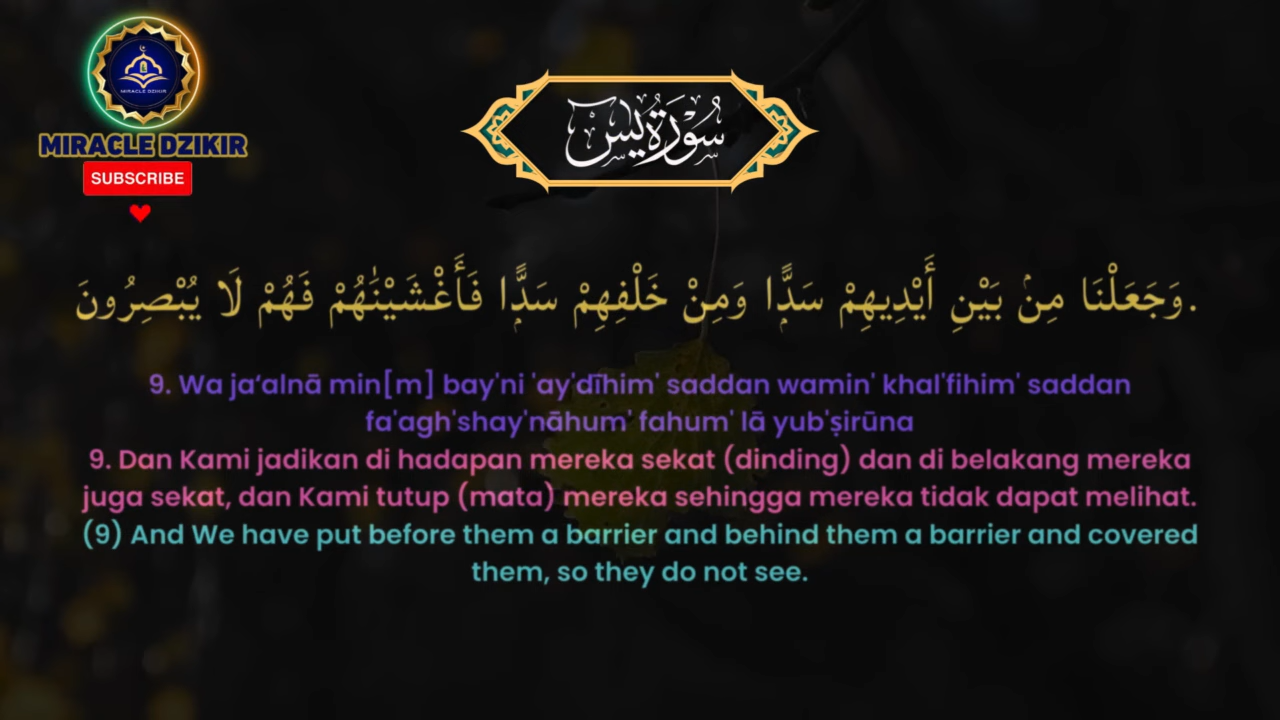 MIRACLE DZIKIR
MIRACLE DZIKIR
SUBSCRIBE
سُوْرَةُ يٰسٓ
وَجَعَلْنَا مِنْۢ بَيْنِ أَيْدِيهِمْ سَدًّۭا وَمِنْ خَلْفِهِمْ سَدًّۭا فَأَغْشَيْنَٰهُمْ فَهُمْ لَا يُبْصِرُونَ.
9. Wa ja’alnā min[m] bay'ni 'ay'dīhim' saddan wamin' khal'fihim' saddan
fa'agh'shay'nāhum' fahum' lā yub'ṣirūna
9. Dan Kami jadikan di hadapan mereka sekat (dinding) dan di belakang mereka
juga sekat, dan Kami tutup (mata) mereka sehingga mereka tidak dapat melihat.
(9) And We have put before them a barrier and behind them a barrier and covered
them, so they do not see.